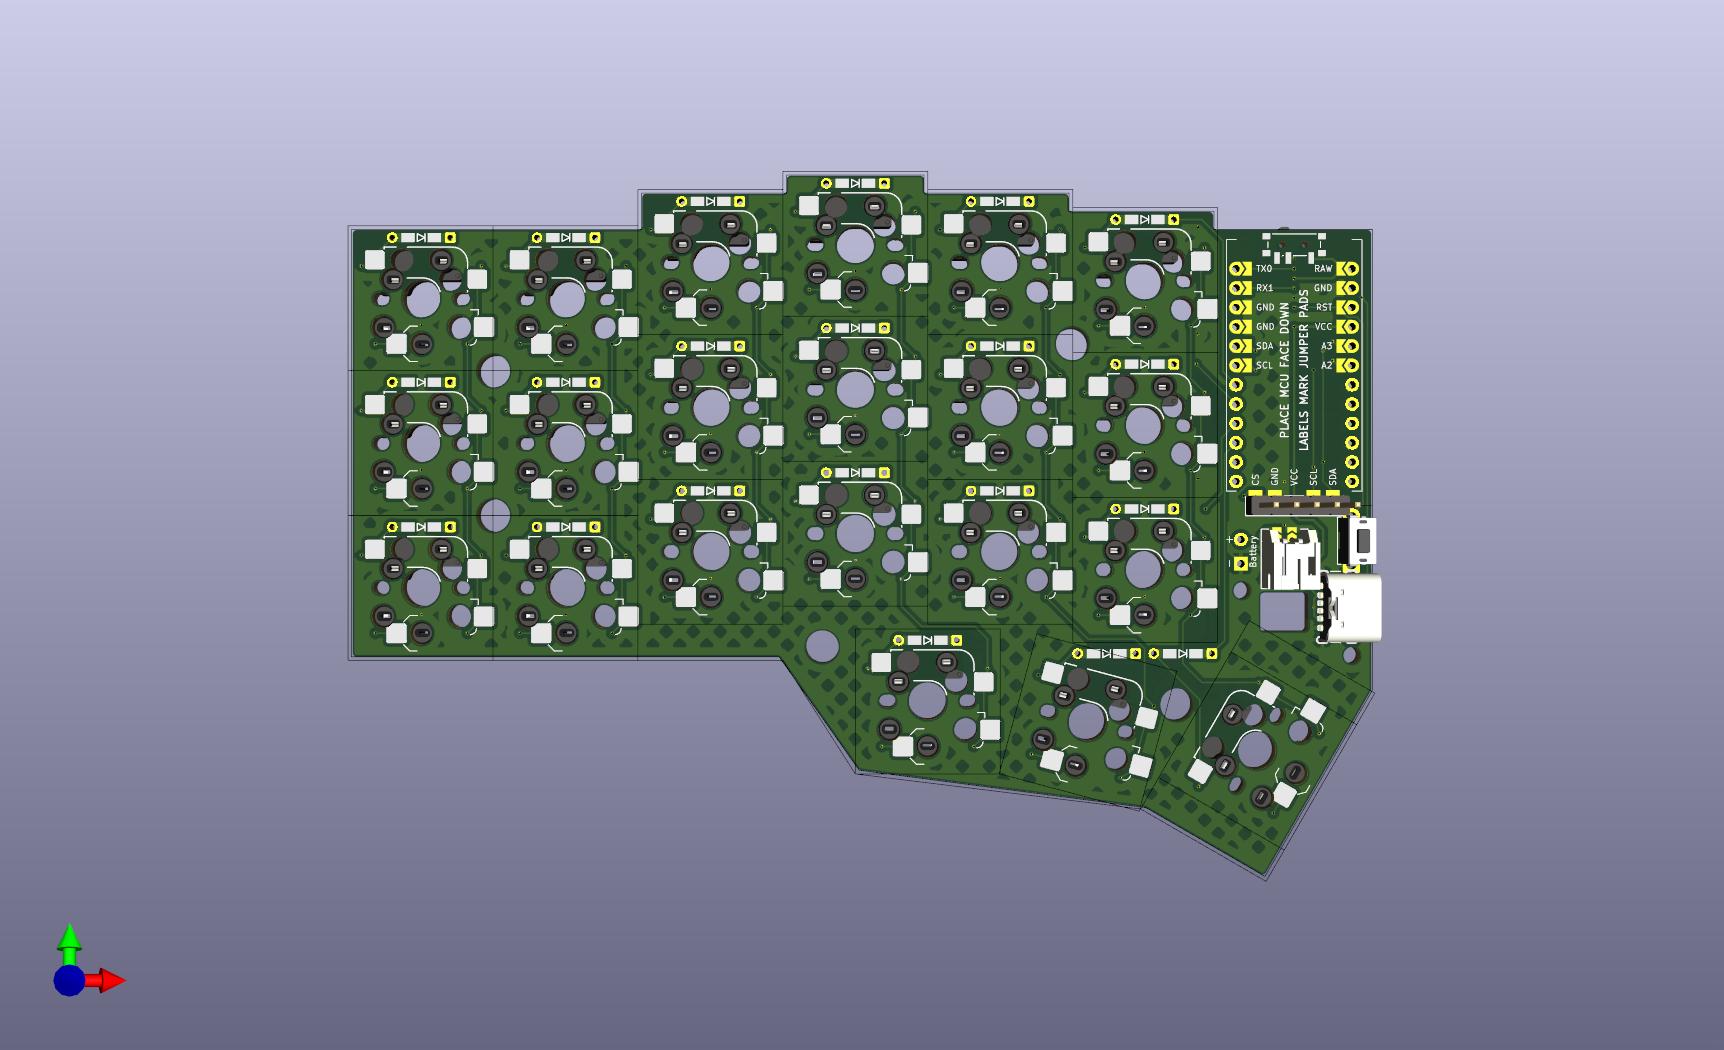 TX0 RAW
RX1 GND
GND RST
GND VCC
SDA A3
SCL A2
PLACE MCU FACE DOWN
LABELS MARK JUMPER PADS
CS GND VCC SCL SDA
+
Battery
-